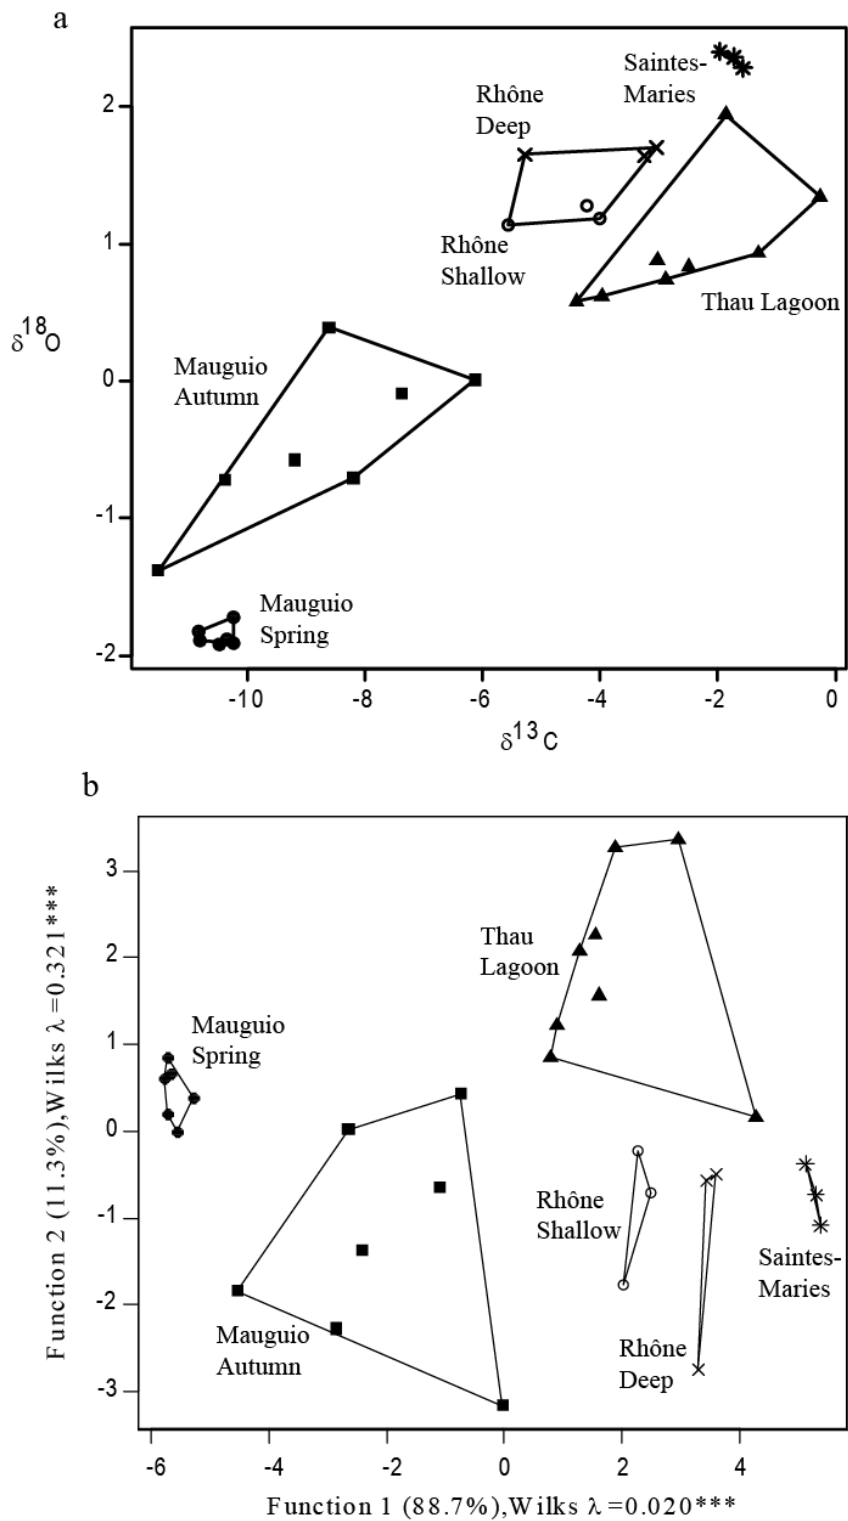 a
Saintes-
Maries
Rhône
Deep
2
1
Rhône
Shallow
Thau Lagoon
δ18O
Mauguio
Autumn
0
-1
Mauguio
Spring
-2
-10 -8 -6 -4 -2 0
δ13C
b
3
Thau
Lagoon
2
Mauguio
Spring
1
0
Rhône
Shallow
-1
Saintes-
Maries
-2
Mauguio
Autumn
Rhône
Deep
-3
Function 2 (11.3%),Wilks λ=0.321***
-6 -4 -2 0 2 4
Function 1 (88.7%),Wilks λ=0.020***